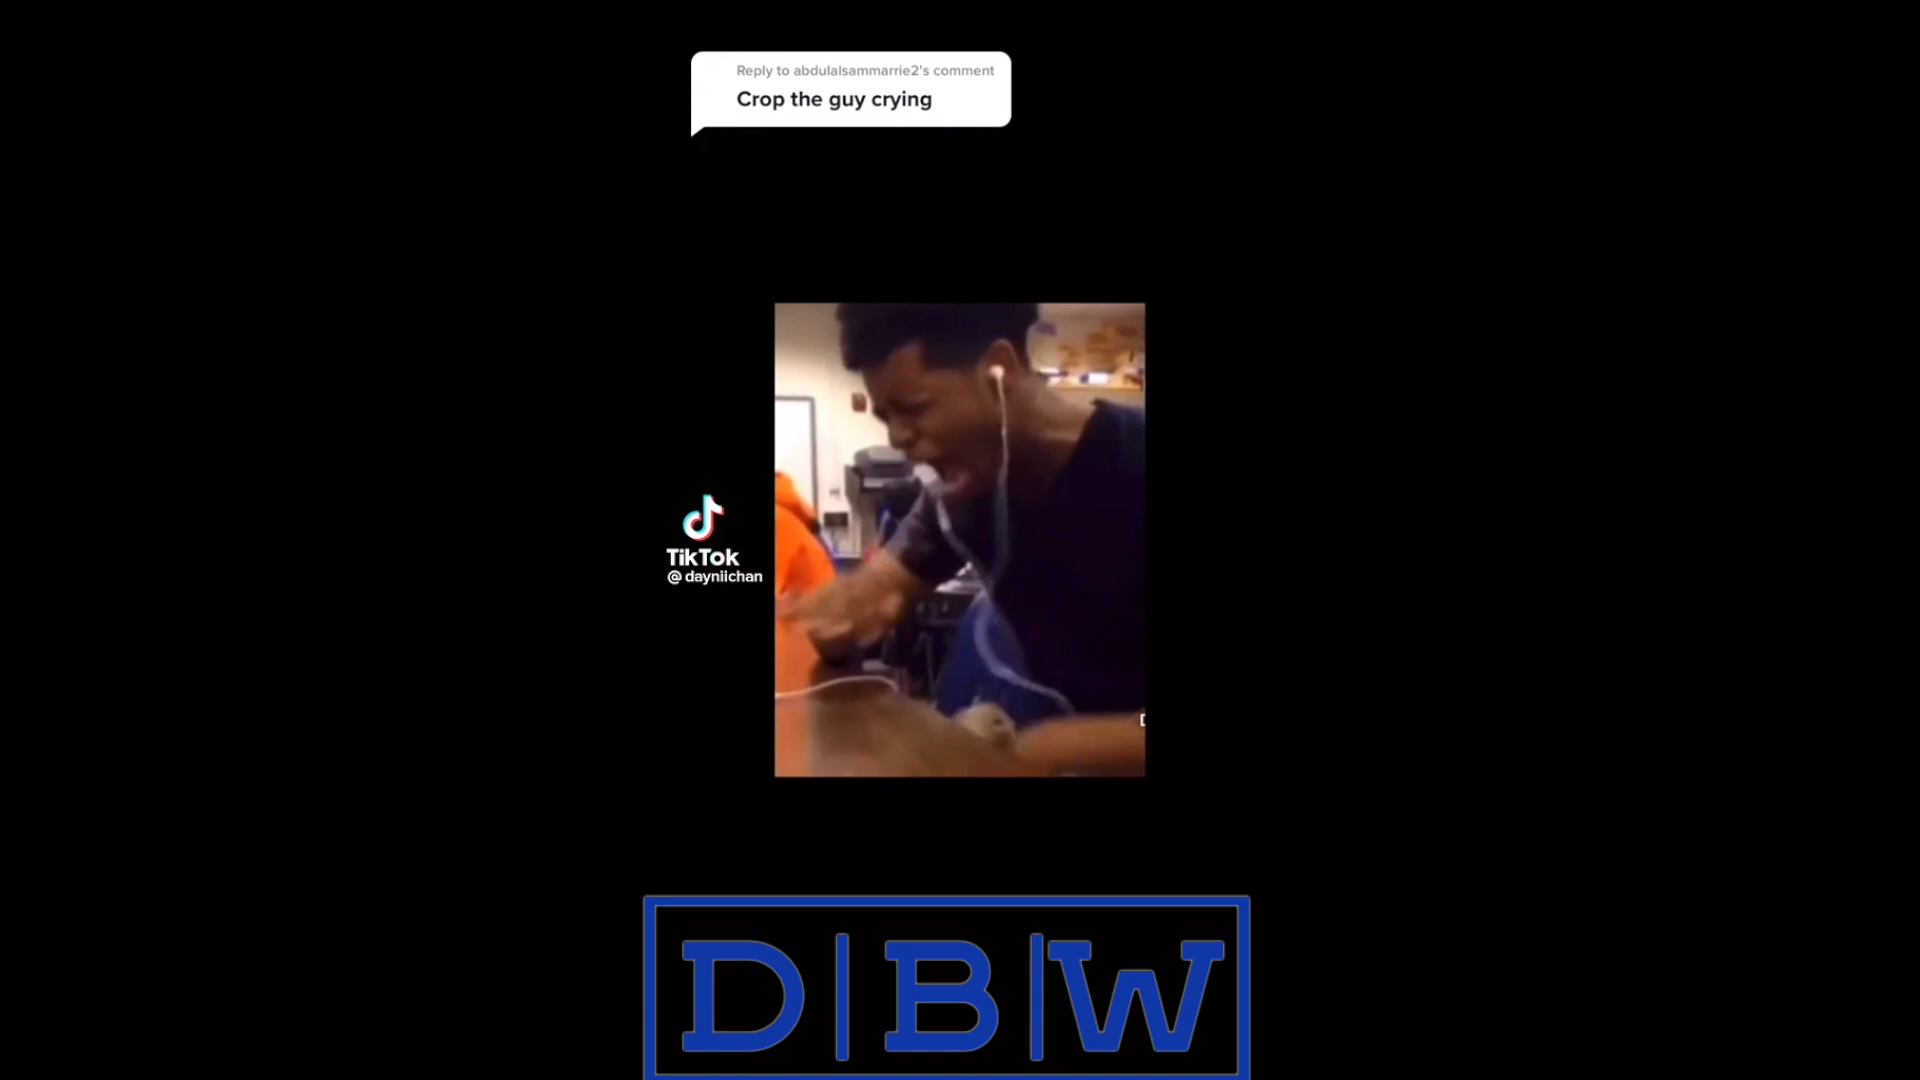 Reply to abdulalsammarrie2's comment
Crop the guy crying
TikTok
@dayniichan
D|B|W